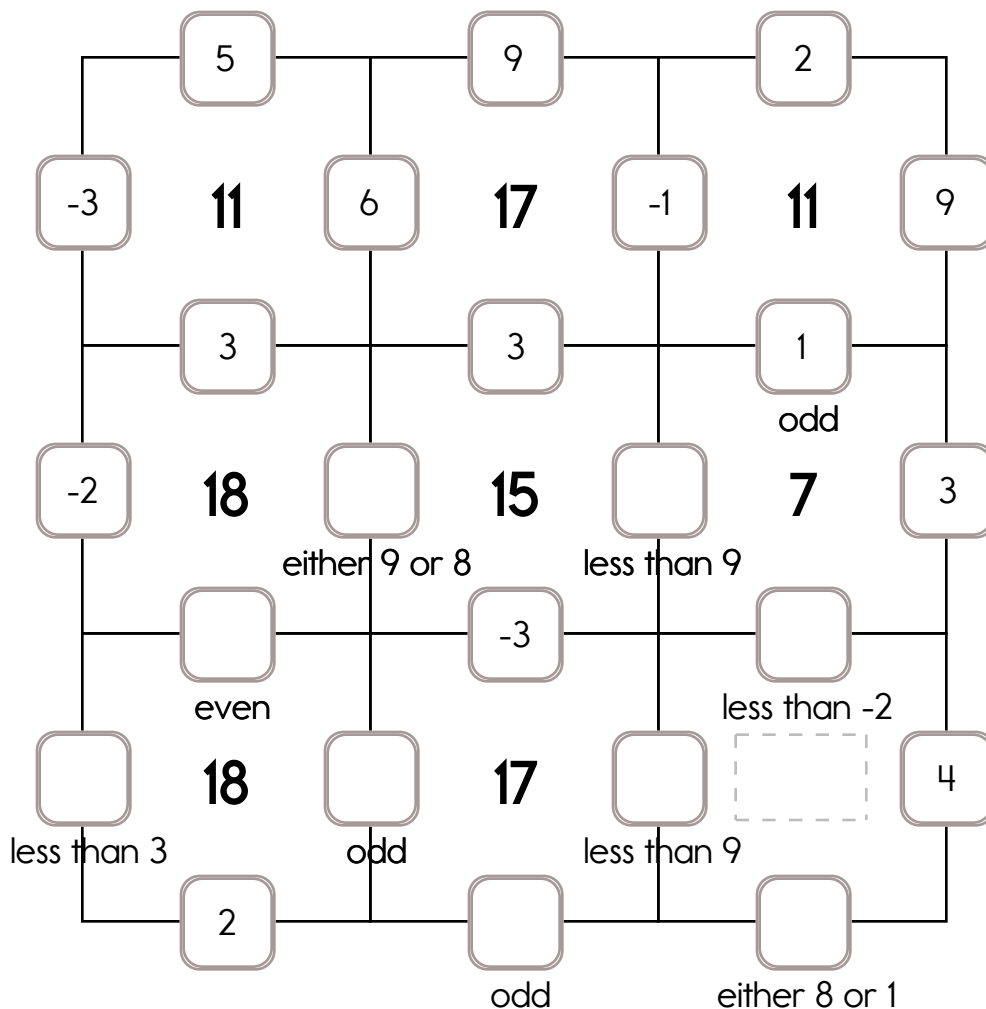 5 9 2
-3 11 6 17 -1 11 9
3 3 1
odd
-2 18 15 7 3
either 9 or 8 less than 9
-3
even less than -2
18 17 4
less than 3 odd less than 9
2
odd either 8 or 1